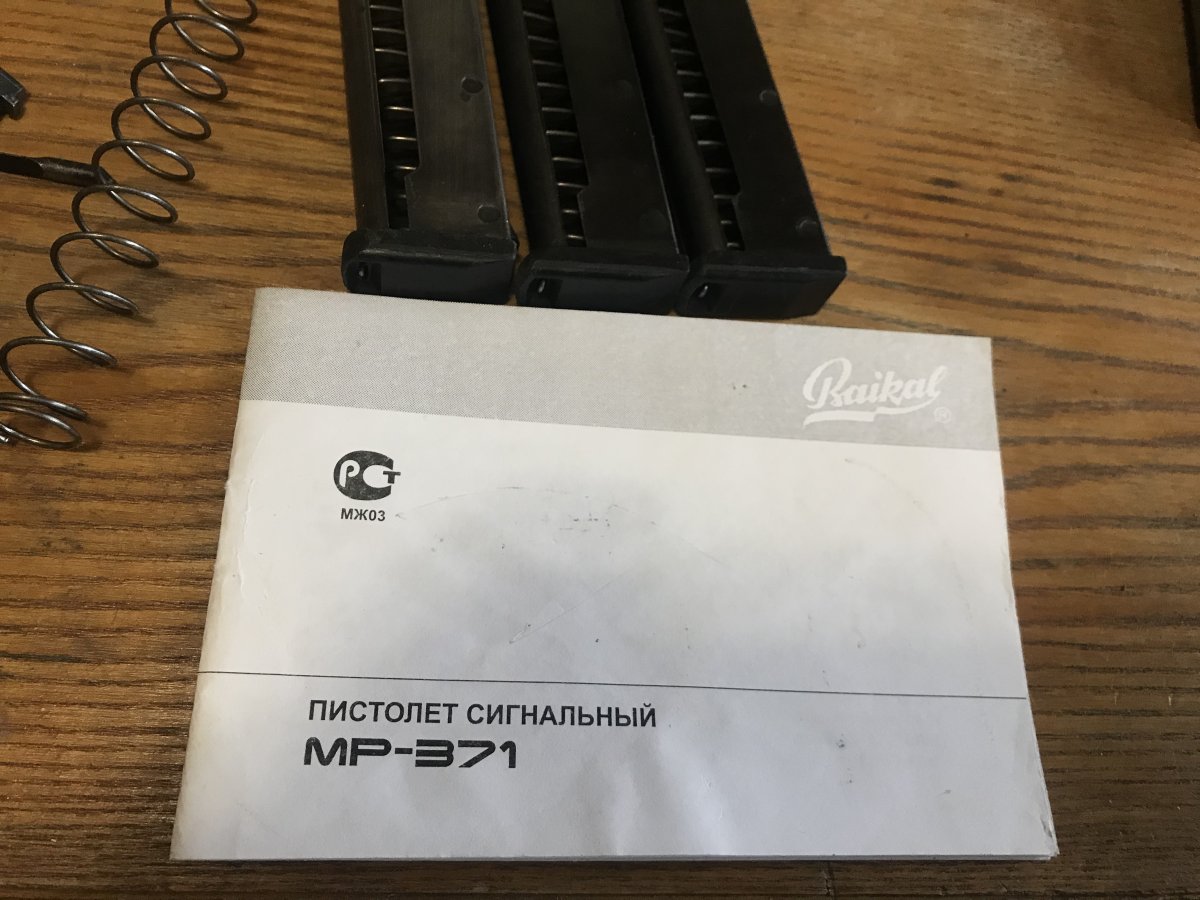 Baikal
®
РСТ
МЖ03
ПИСТОЛЕТ СИГНАЛЬНЫЙ
МР-371